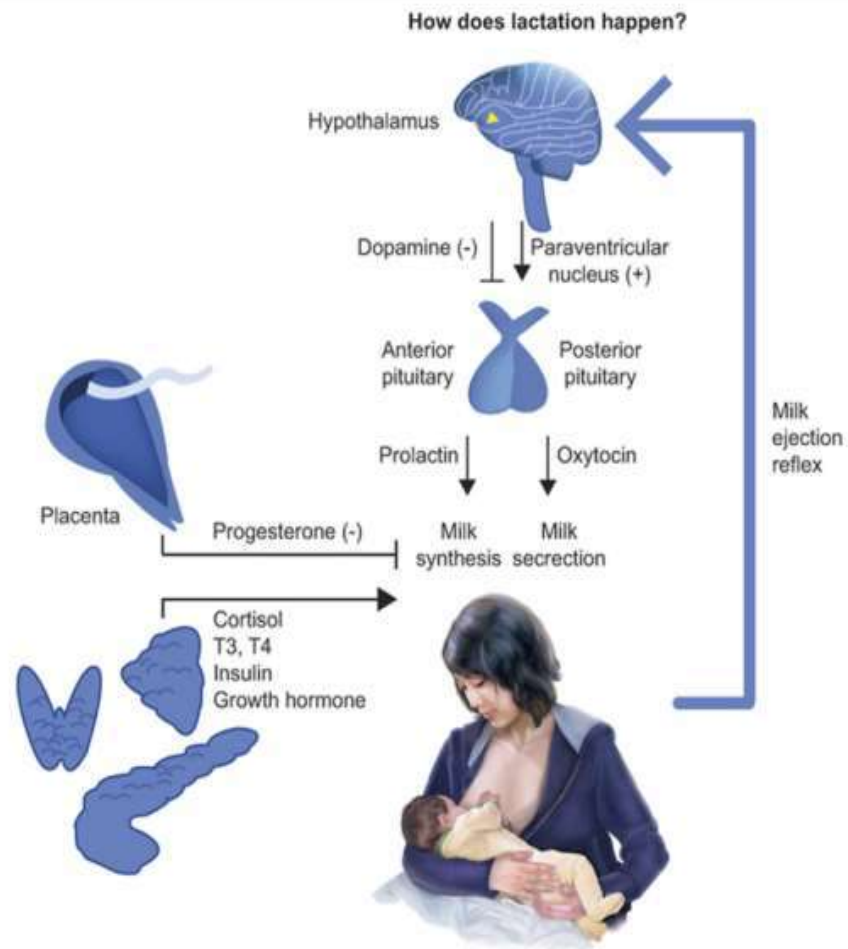 How does lactation happen?
Hypothalamus
Dopamine (-)
Paraventricular
nucleus (+)
Anterior
pituitary
Posterior
pituitary
Milk
ejection
reflex
Prolactin
Oxytocin
Placenta
Progesterone (-)
Milk
synthesis
Milk
secrection
Cortisol
T3, T4
Insulin
Growth hormone